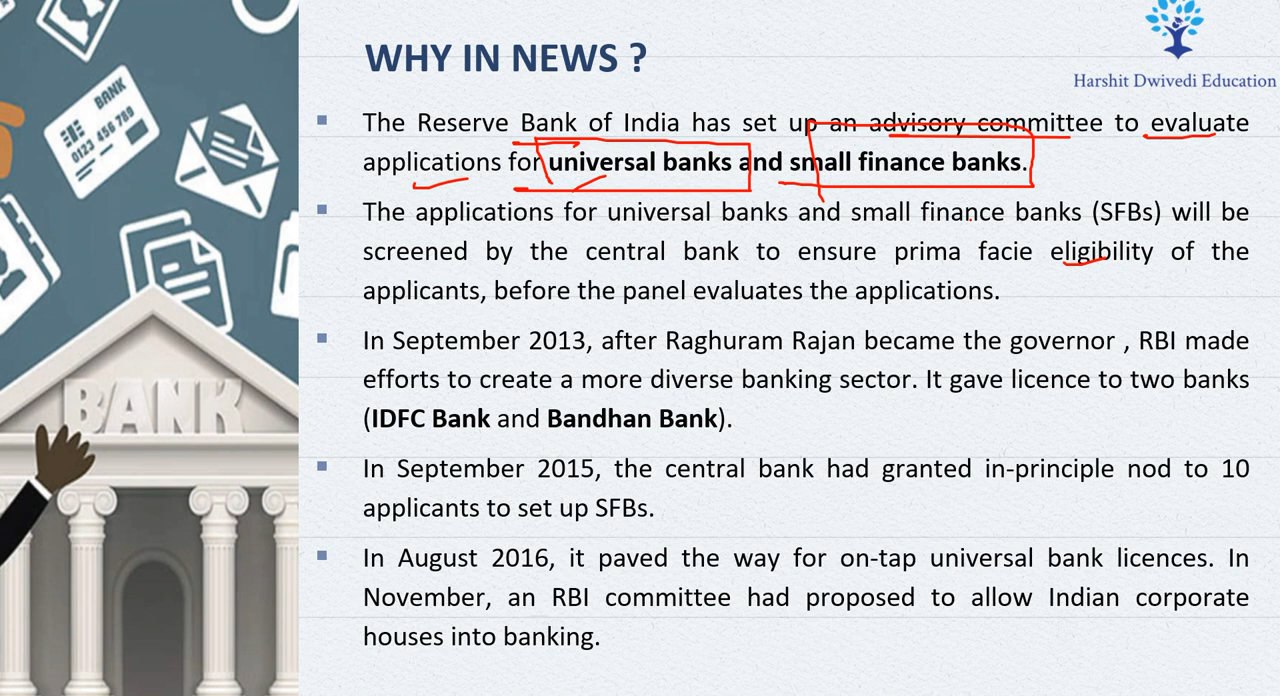 WHY IN NEWS ?
Harshit Dwivedi Education
The Reserve Bank of India has set up an advisory committee to evaluate
applications for universal banks and small finance banks.
The applications for universal banks and small finance banks (SFBs) will be
screened by the central bank to ensure prima facie eligibility of the
applicants, before the panel evaluates the applications.
In September 2013, after Raghuram Rajan became the governor , RBI made
efforts to create a more diverse banking sector. It gave licence to two banks
(IDFC Bank and Bandhan Bank).
In September 2015, the central bank had granted in-principle nod to 10
applicants to set up SFBs.
In August 2016, it paved the way for on-tap universal bank licences. In
November, an RBI committee had proposed to allow Indian corporate
houses into banking.
BANK
0123 456 789
BANK